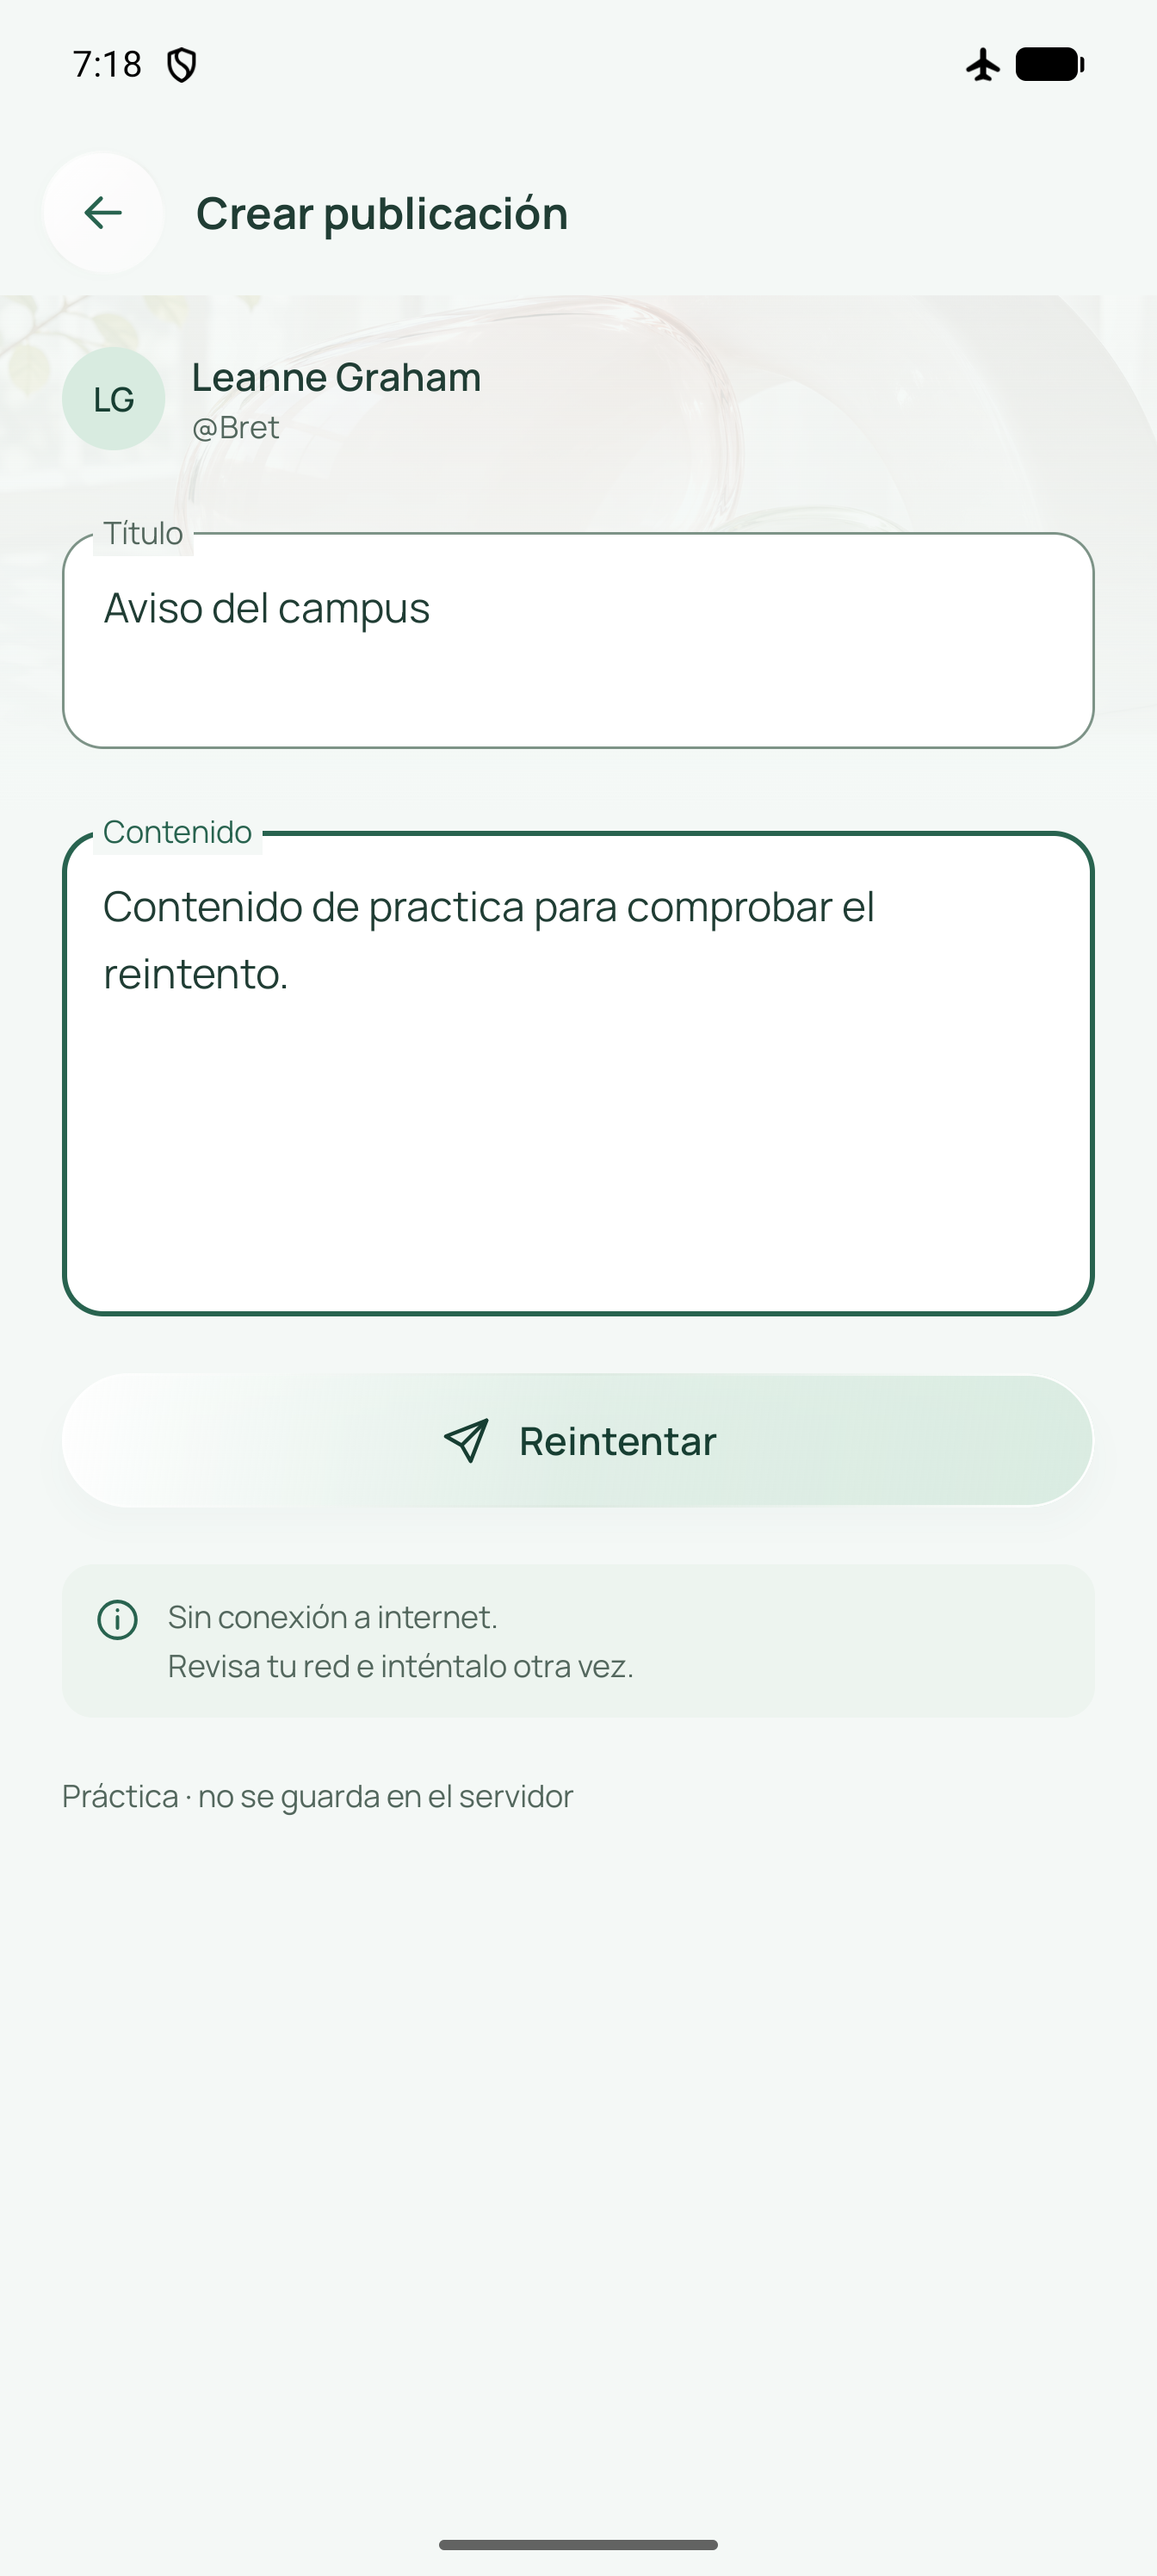 7:18
Crear publicación
LG
Leanne Graham
@Bret
Título
Aviso del campus
Contenido
Contenido de practica para comprobar el
reintento.
Reintentar
Sin conexión a internet.
Revisa tu red e inténtalo otra vez.
Práctica · no se guarda en el servidor